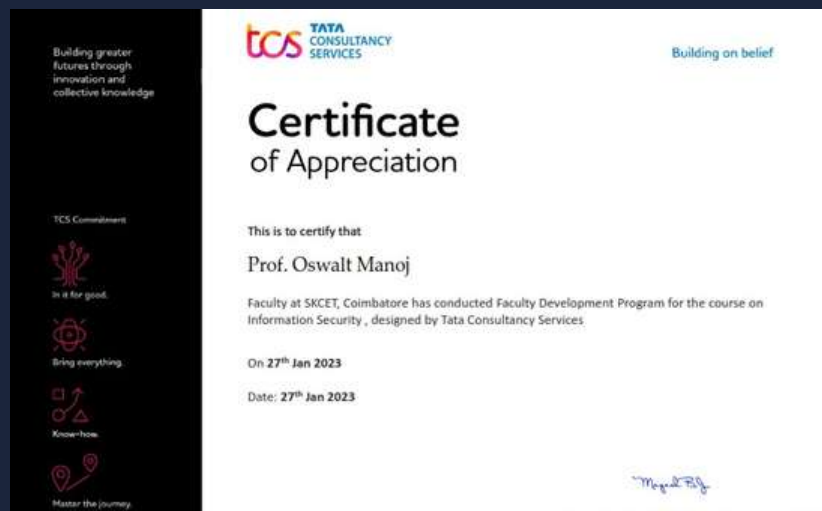 Building greater
futures through
innovation and
collective knowledge
TCS Commitment
In it for good.
Bring everything.
Know-how.
Master the journey.
tcs TATA
CONSULTANCY
SERVICES
Building on belief
Certificate
of Appreciation
This is to certify that
Prof. Oswalt Manoj
Faculty at SKCET, Coimbatore has conducted Faculty Development Program for the course on
Information Security , designed by Tata Consultancy Services
On 27th Jan 2023
Date: 27th Jan 2023